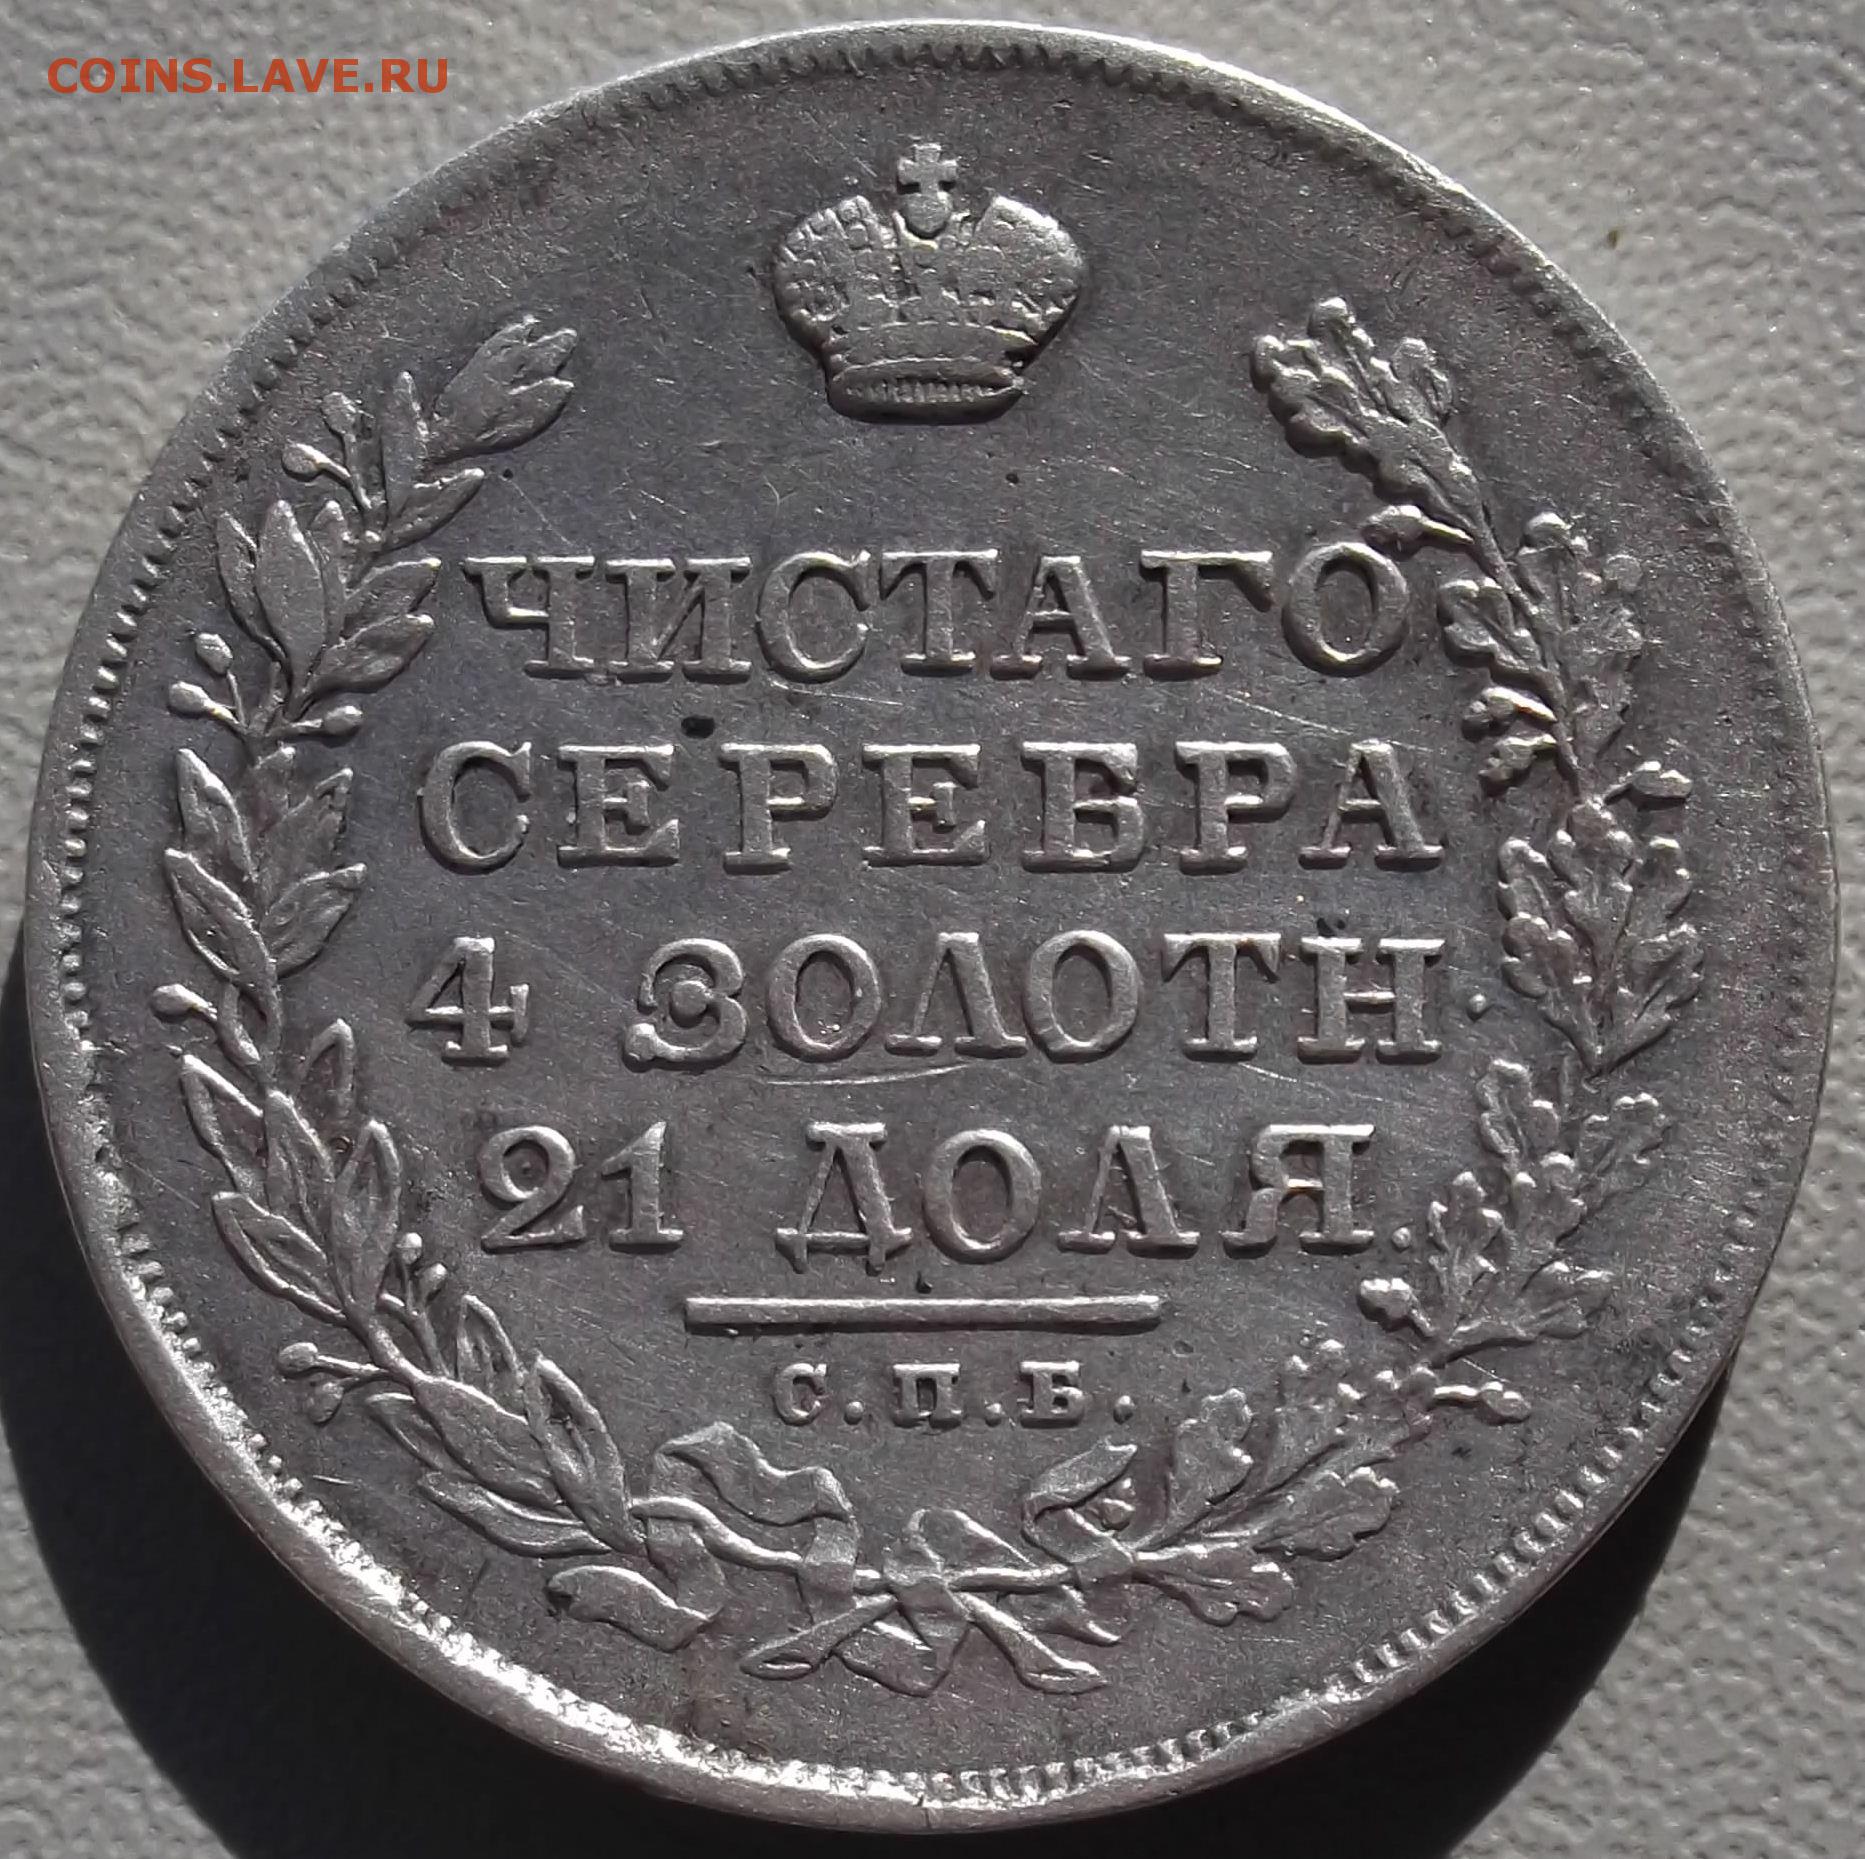 COINS.LAVE.RU
ЧИСТАГО
СЕРЕБРА
4 ЗОЛОТН.
21 ДОЛЯ.
С.П.Б.